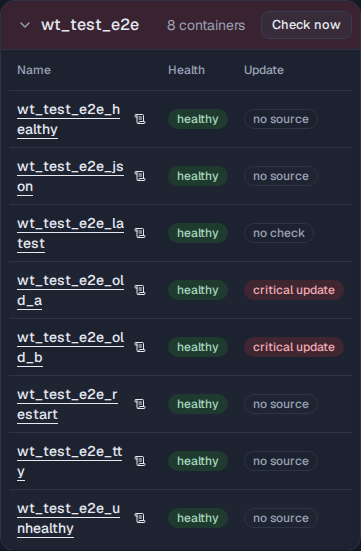 wt_test_e2e 8 containers Check now
Name Health Update
wt_test_e2e_h
ealthy healthy no source
wt_test_e2e_js
on healthy no source
wt_test_e2e_la
test healthy no check
wt_test_e2e_ol
d_a healthy critical update
wt_test_e2e_ol
d_b healthy critical update
wt_test_e2e_r
estart healthy no source
wt_test_e2e_tt
y healthy no source
wt_test_e2e_u
nhealthy healthy no source